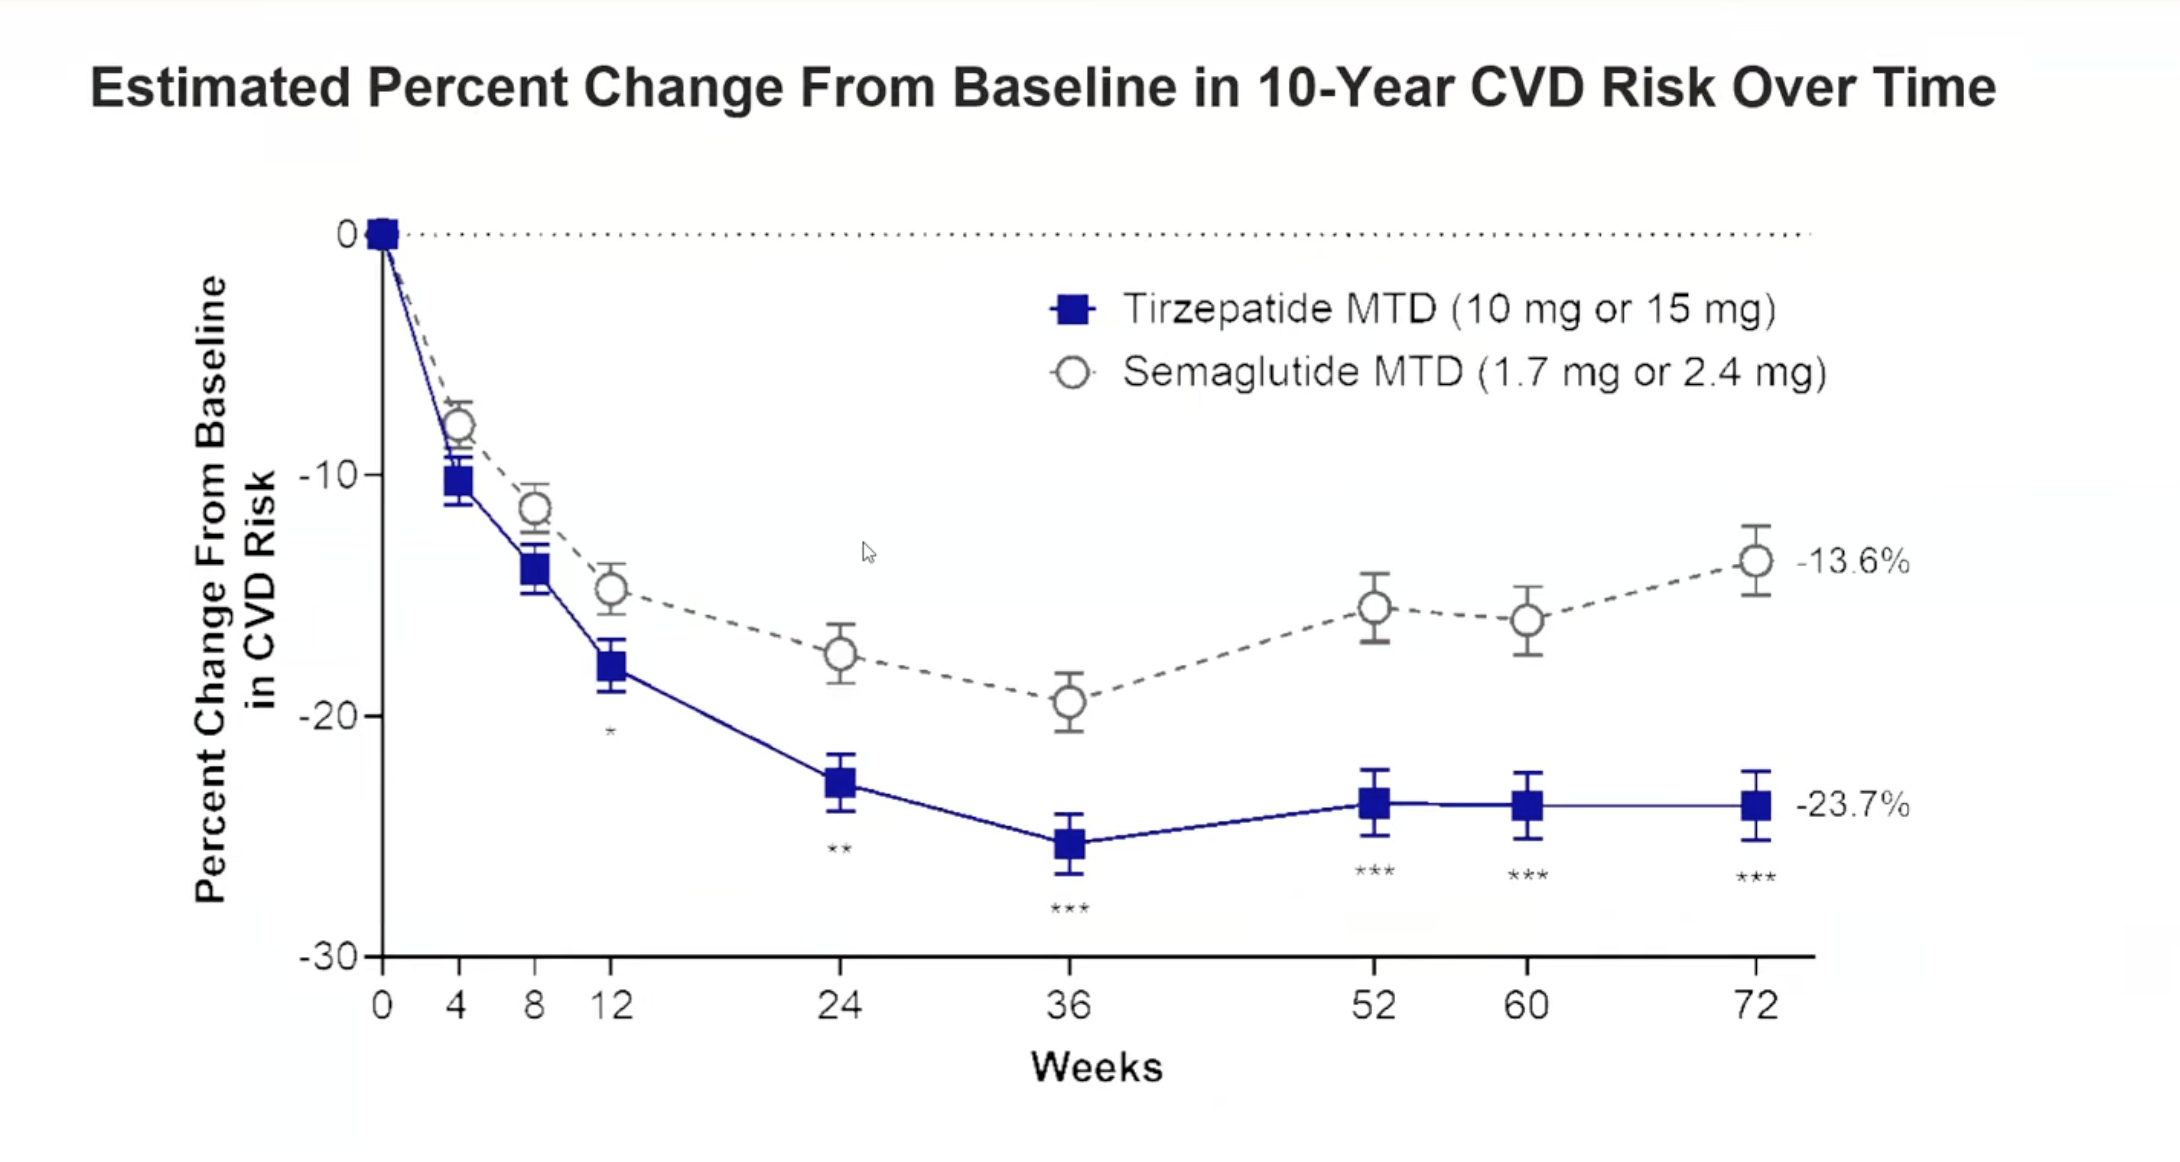 Estimated Percent Change From Baseline in 10-Year CVD Risk Over Time
Percent Change From Baseline
in CVD Risk
0
-10
-20
-30
Tirzepatide MTD (10 mg or 15 mg)
Semaglutide MTD (1.7 mg or 2.4 mg)
-13.6%
-23.7%
*
**
***
***
***
***
0 4 8 12 24 36 52 60 72
Weeks